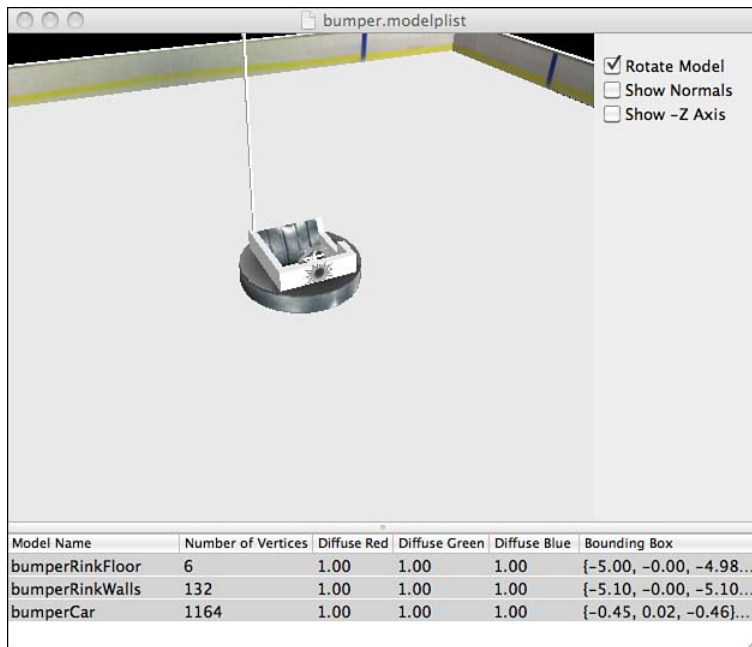 bumper.modelplist
Rotate Model
Show Normals
Show -Z Axis
Model Name Number of Vertices Diffuse Red Diffuse Green Diffuse Blue Bounding Box
bumperRinkFloor 6 1.00 1.00 1.00 {-5.00, -0.00, -4.98...
bumperRinkWalls 132 1.00 1.00 1.00 {-5.10, -0.00, -5.10...
bumperCar 1164 1.00 1.00 1.00 {-0.45, 0.02, -0.46}...